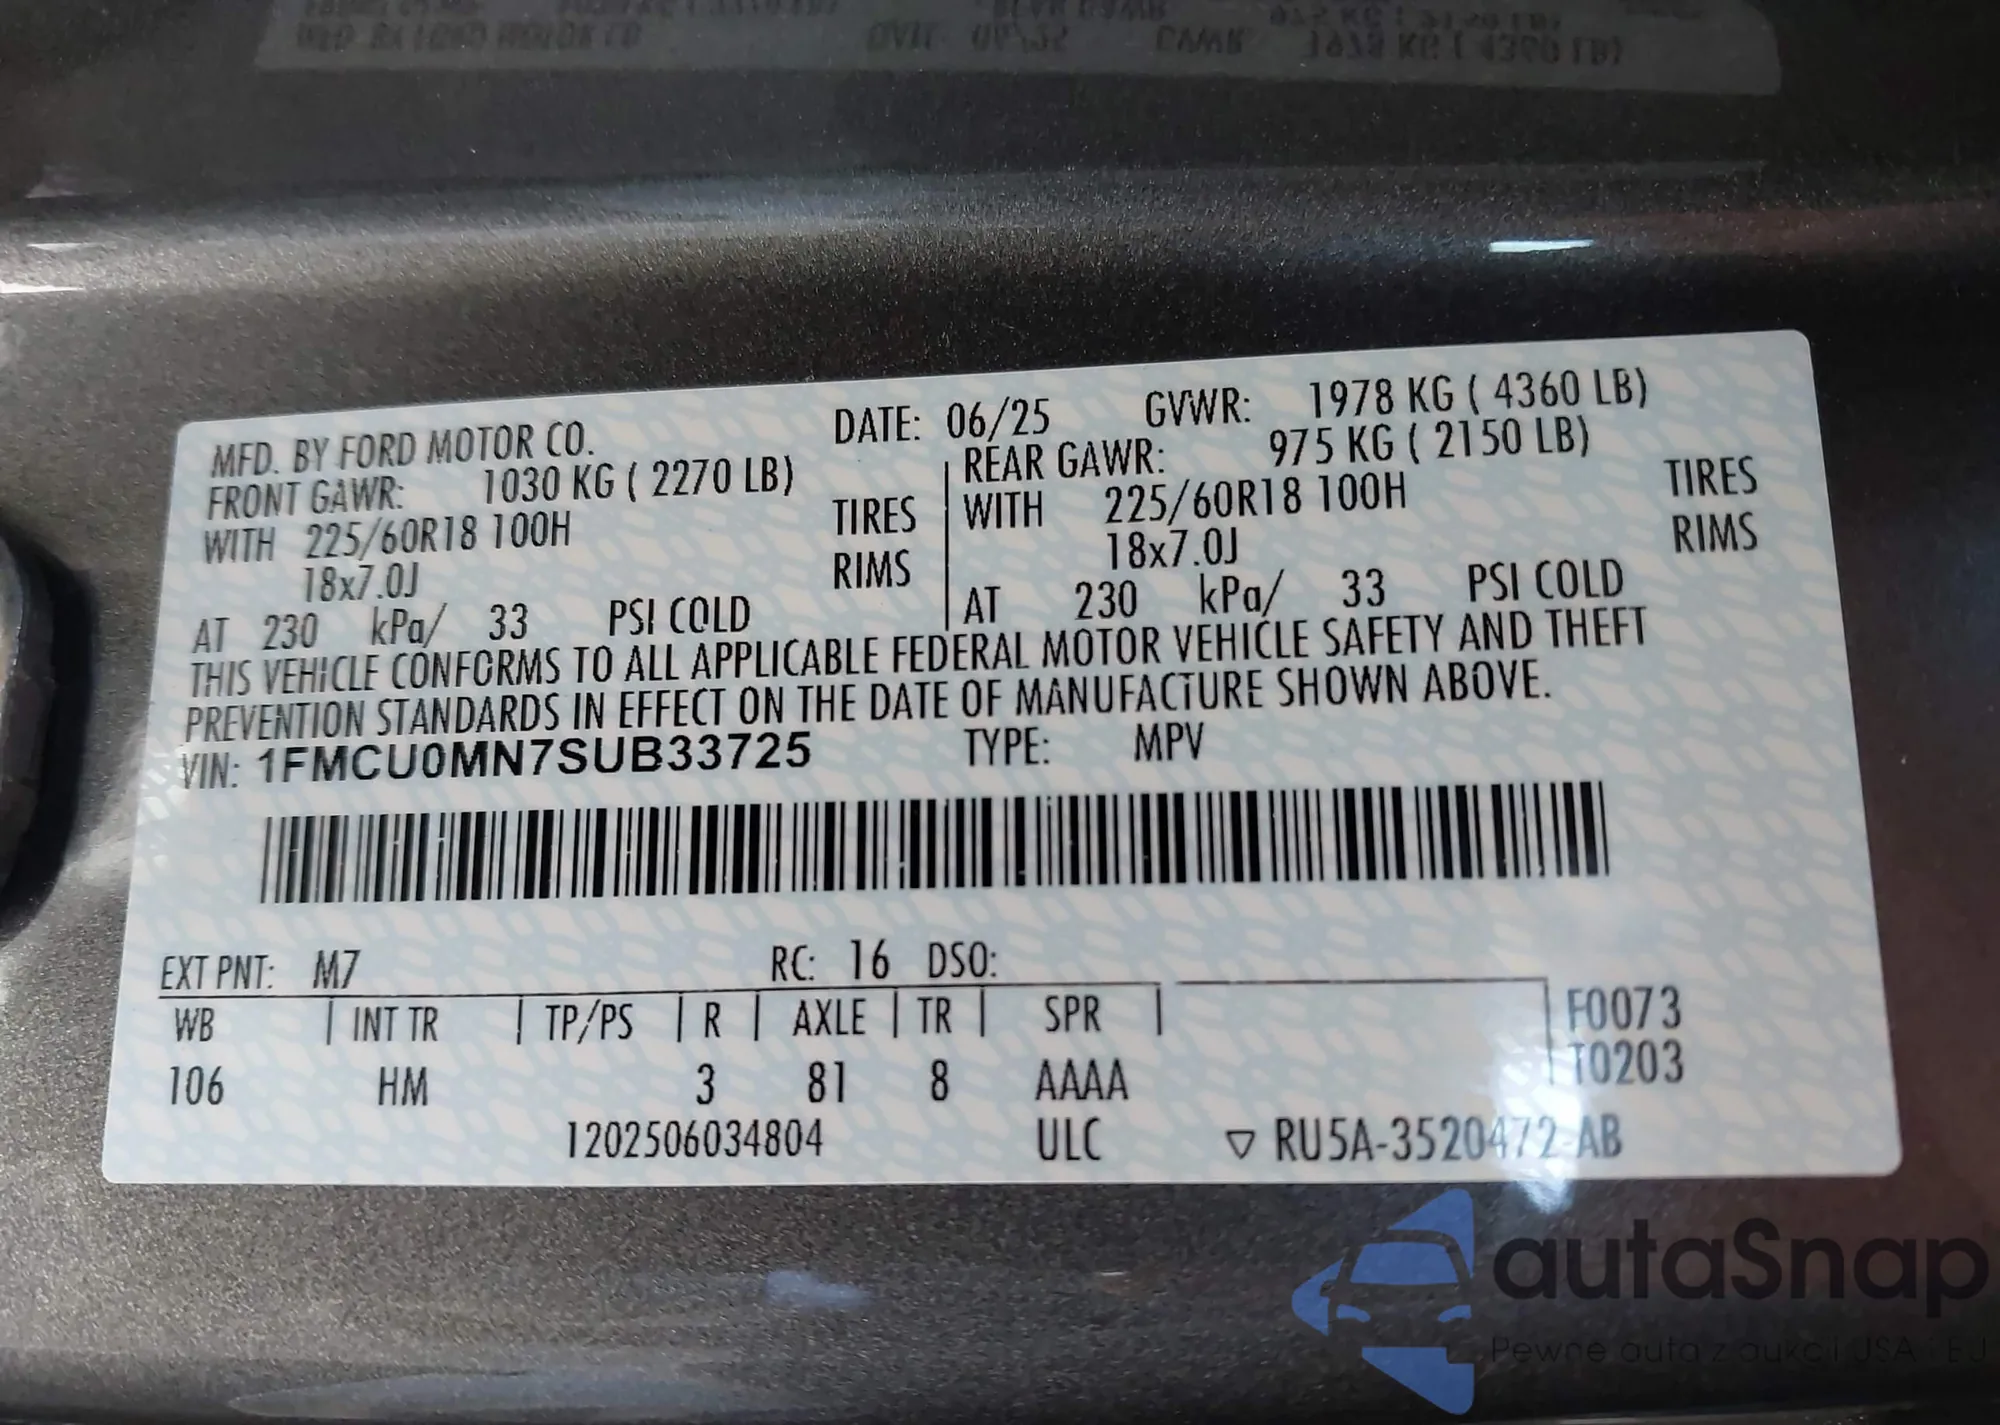 MFD. BY FORD MOTOR CO. DATE: 06/25 GVWR: 1978 KG ( 4360 LB)
FRONT GAWR: 1030 KG ( 2270 LB) REAR GAWR: 975 KG ( 2150 LB)
WITH 225/60R18 100H TIRES WITH 225/60R18 100H TIRES
18x7.0J RIMS 18x7.0J RIMS
AT 230 kPa/ 33 PSI COLD AT 230 kPa/ 33 PSI COLD
THIS VEHICLE CONFORMS TO ALL APPLICABLE FEDERAL MOTOR VEHICLE SAFETY AND THEFT
PREVENTION STANDARDS IN EFFECT ON THE DATE OF MANUFACTURE SHOWN ABOVE.
VIN: 1FMCU0MN7SUB33725 TYPE: MPV
EXT PNT: M7 RC: 16 DSO:
WB INT TR TP/PS R AXLE TR SPR F0073
106 HM 3 81 8 AAAA T0203
1202506034804 ULC ▽ RU5A-3520472-AB
autaSnap
Pewne auta z aukcji USA i EU